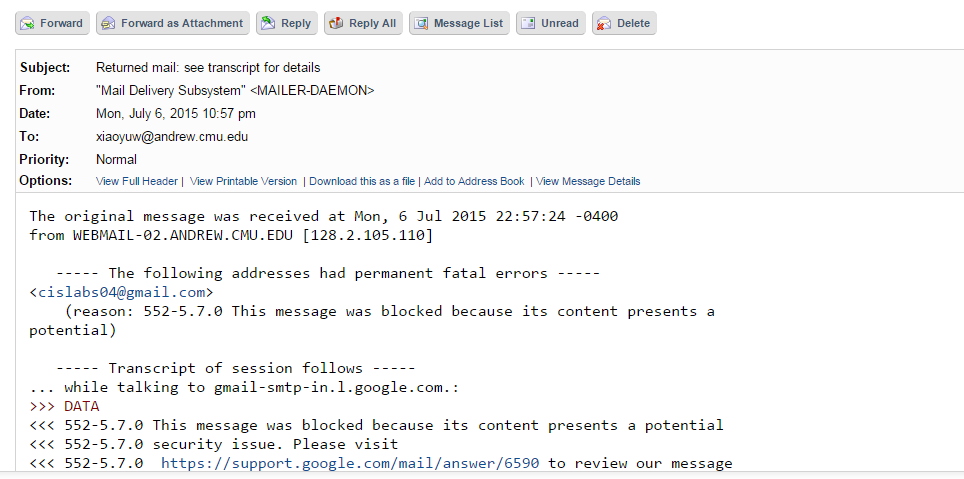 Forward Forward as Attachment Reply Reply All Message List Unread Delete
Subject: Returned mail: see transcript for details
From: "Mail Delivery Subsystem" <MAILER-DAEMON>
Date: Mon, July 6, 2015 10:57 pm
To: xiaoyuw@andrew.cmu.edu
Priority: Normal
Options: View Full Header | View Printable Version | Download this as a file | Add to Address Book | View Message Details
The original message was received at Mon, 6 Jul 2015 22:57:24 -0400
from WEBMAIL-02.ANDREW.CMU.EDU [128.2.105.110]
----- The following addresses had permanent fatal errors -----
<cislabs04@gmail.com>
(reason: 552-5.7.0 This message was blocked because its content presents a
potential)
----- Transcript of session follows -----
... while talking to gmail-smtp-in.l.google.com.:
>>> DATA
<<< 552-5.7.0 This message was blocked because its content presents a potential
<<< 552-5.7.0 security issue. Please visit
<<< 552-5.7.0  https://support.google.com/mail/answer/6590 to review our message